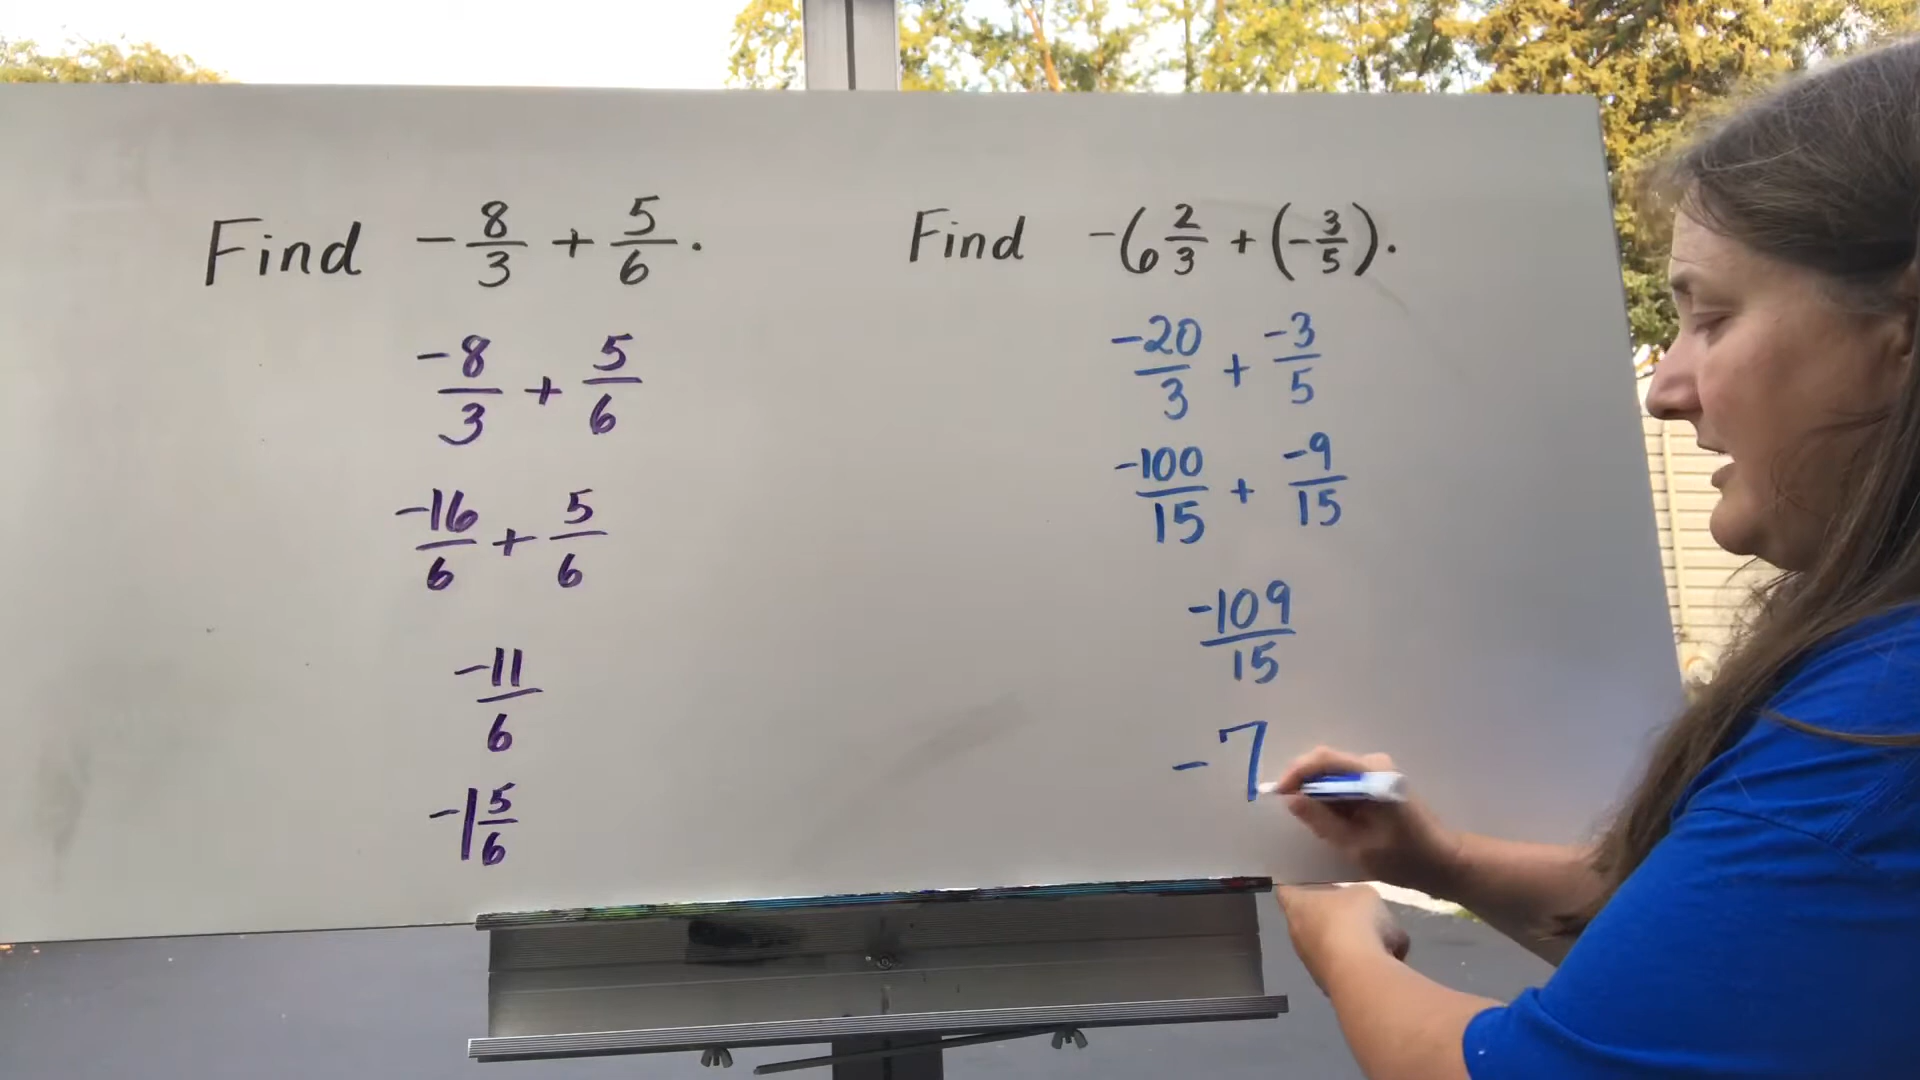 Find -8/3 + 5/6.
-8/3 + 5/6
-16/6 + 5/6
-11/6
-1 5/6
Find -6 2/3 + (-3/5).
-20/3 + -3/5
-100/15 + -9/15
-109/15
-7